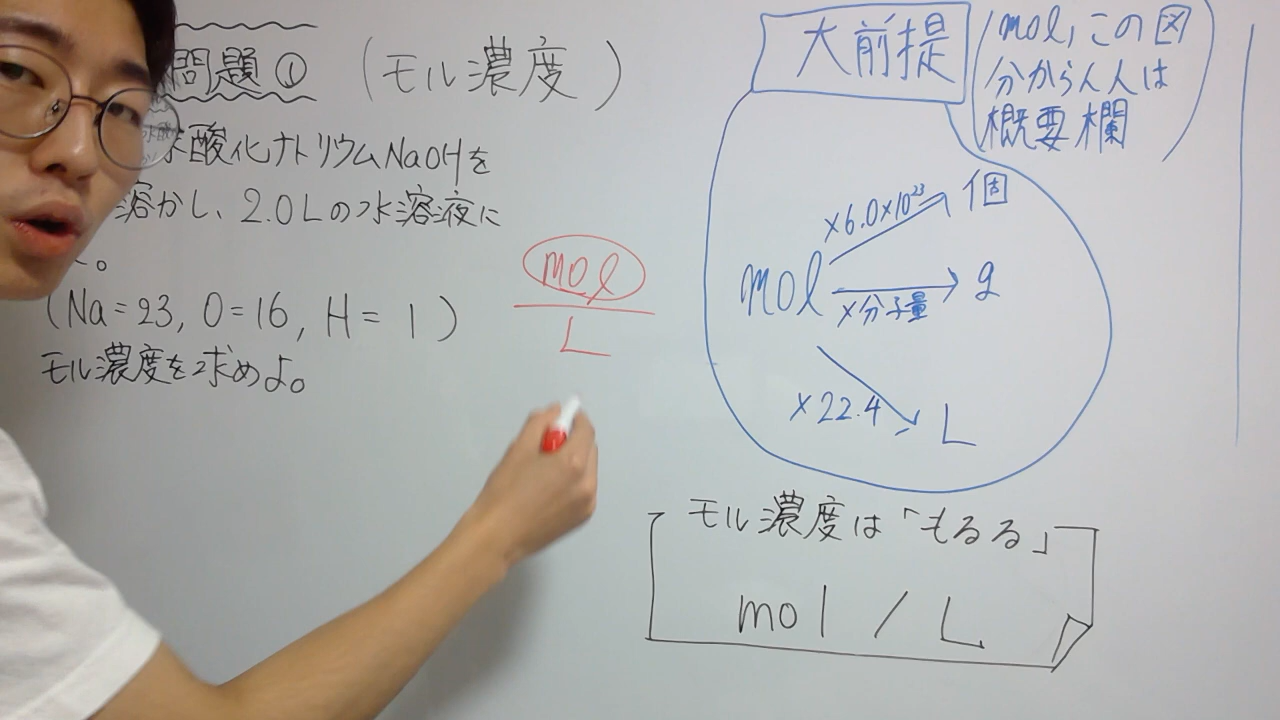 問題①
(モル濃度)
酸化ナトリウムNaOHを
溶かし、2.0Lの水溶液に
。
(Na=23, O=16, H=1)
モル濃度を求めよ。
mol
L
大前提
(mol,この図
分からん人は
概要欄)
×6.0×10²³
個
mol
g
×分子量
×22.4
L
モル濃度は「もるる」
mol/L